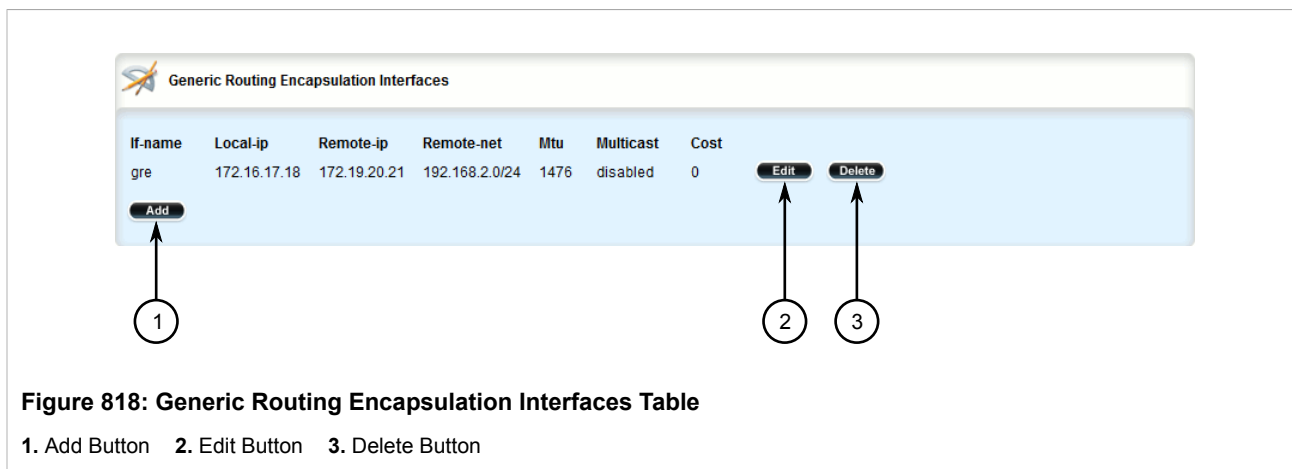 Generic Routing Encapsulation Interfaces
If-name Local-ip Remote-ip Remote-net Mtu Multicast Cost
gre 172.16.17.18 172.19.20.21 192.168.2.0/24 1476 disabled 0 Edit Delete
Add
1 2 3
Figure 818: Generic Routing Encapsulation Interfaces Table
1. Add Button 2. Edit Button 3. Delete Button